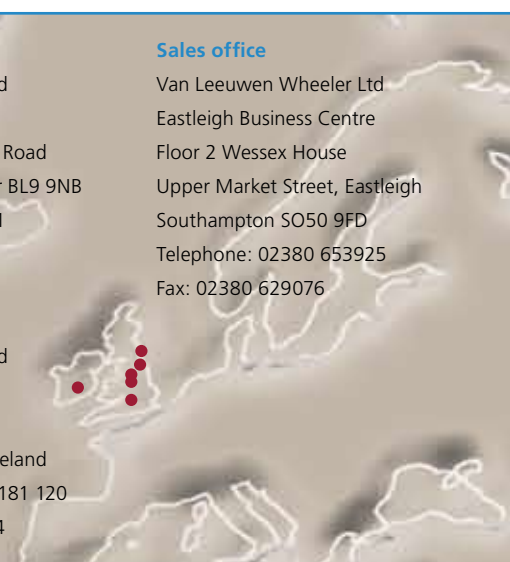 Sales office
Van Leeuwen Wheeler Ltd
Eastleigh Business Centre
Floor 2 Wessex House
Upper Market Street, Eastleigh
Southampton SO50 9FD
Telephone: 02380 653925
Fax: 02380 629076
Road
BL9 9NB
181 120